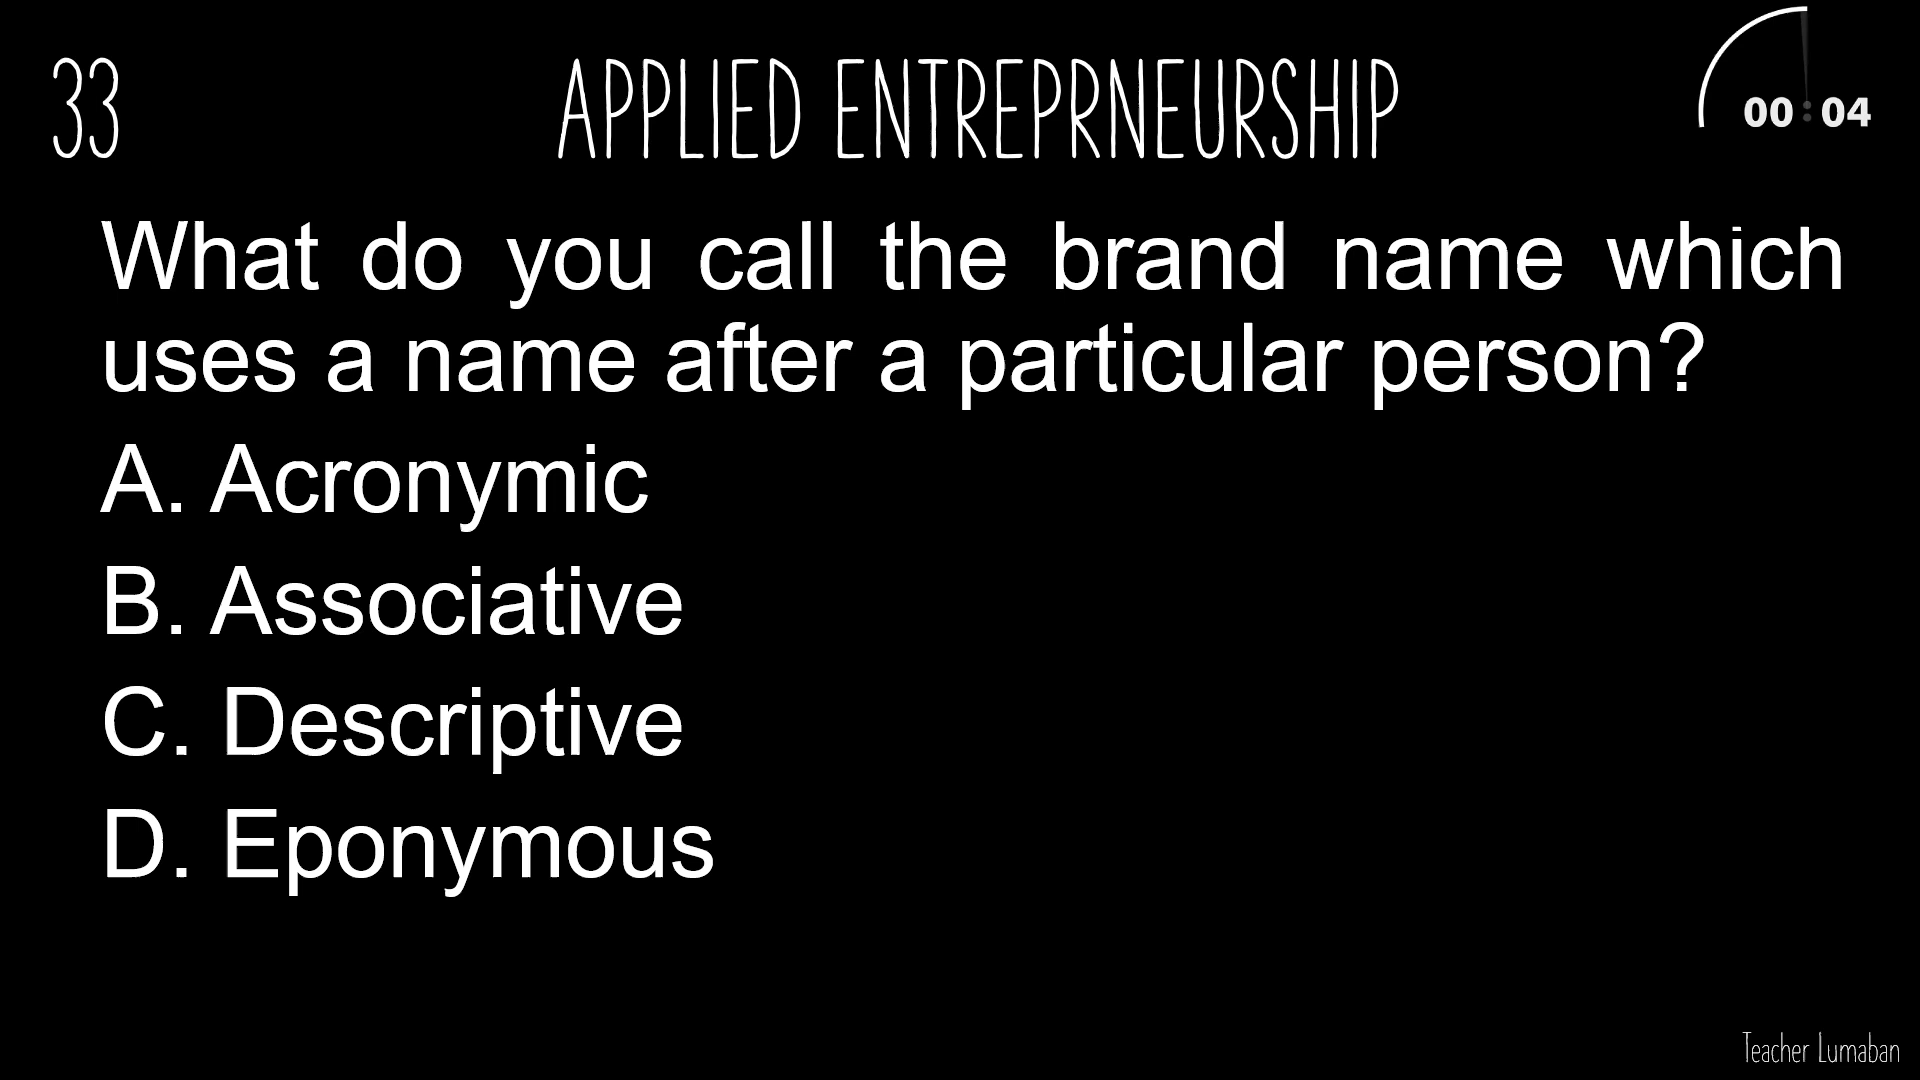 33
APPLIED ENTREPRNEURSHIP
00:04
What do you call the brand name which
uses a name after a particular person?
A. Acronymic
B. Associative
C. Descriptive
D. Eponymous
Teacher Lumaban